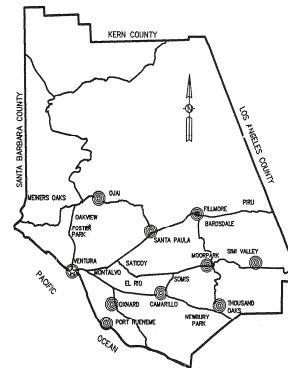 KERN COUNTY
SANTA BARBARA COUNTY
LOS ANGELES COUNTY
MEINERS OAKS
OJAI
OAKVIEW
FOSTER
PARK
FILLMORE
PIRU
BARDSDALE
SANTA PAULA
VENTURA
SATICOY
MONTALVO
MOORPARK
SIMI VALLEY
EL RIO
SOMIS
CAMARILLO
OXNARD
THOUSAND
OAKS
NEWBURY
PARK
PORT HUENEME
PACIFIC
OCEAN